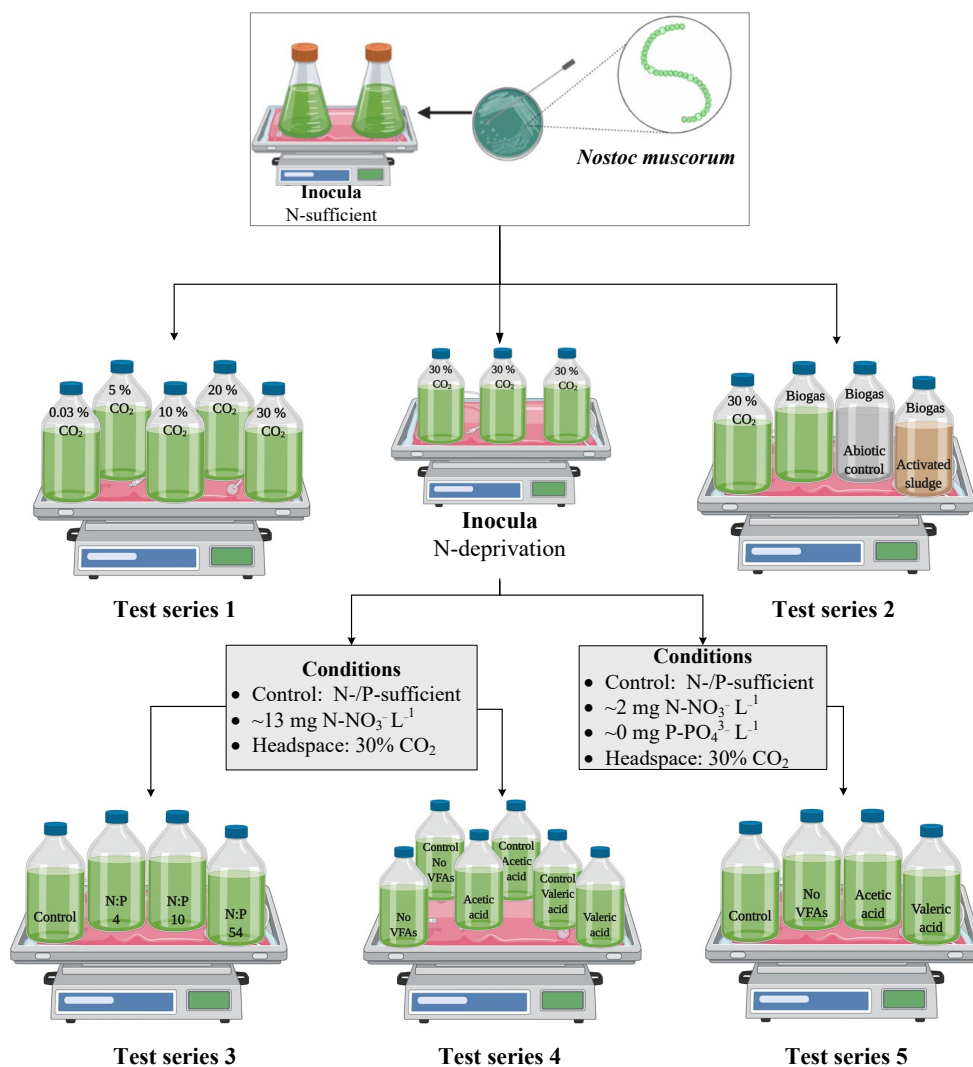 Nostoc muscorum
Inocula
N-sufficient
0.03 %
CO₂
5 %
CO₂
10 %
CO₂
20 %
CO₂
30 %
CO₂
Test series 1
30 %
CO₂
30 %
CO₂
30 %
CO₂
Inocula
N-deprivation
30 %
CO₂
Biogas
Biogas
Abiotic
control
Biogas
Activated
sludge
Test series 2
Conditions
• Control: N-/P-sufficient
• ~13 mg N-NO₃⁻ L⁻¹
• Headspace: 30% CO₂
Conditions
• Control: N-/P-sufficient
• ~2 mg N-NO₃⁻ L⁻¹
• ~0 mg P-PO₄³⁻ L⁻¹
• Headspace: 30% CO₂
Control
N:P
4
N:P
10
N:P
54
Test series 3
No
VFAs
Control
No
VFAs
Acetic
acid
Control
Acetic
acid
Control
Valeric
acid
Valeric
acid
Test series 4
Control
No
VFAs
Acetic
acid
Valeric
acid
Test series 5